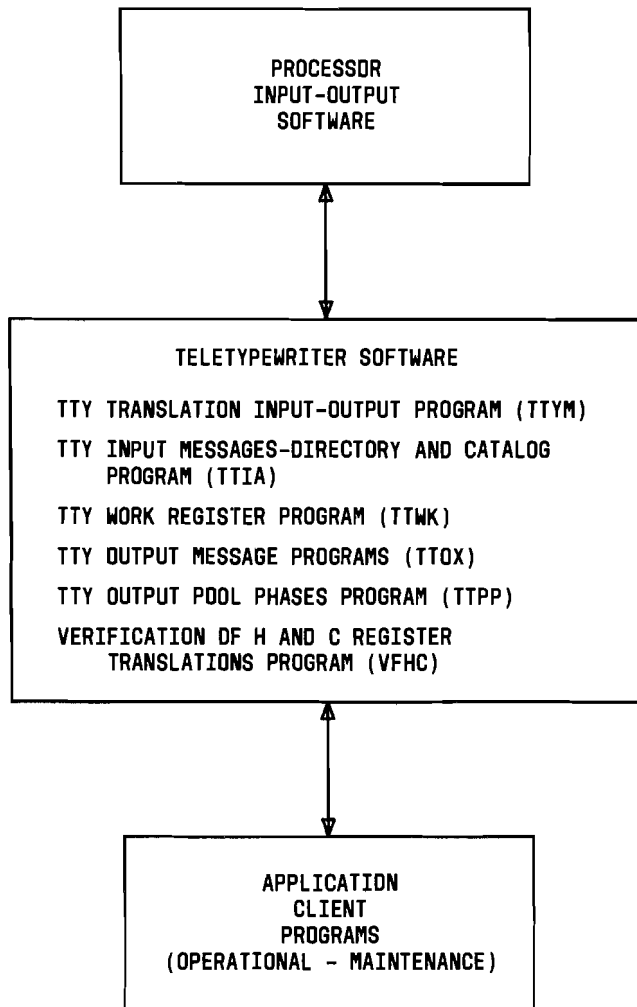 PROCESSOR
INPUT-OUTPUT
SOFTWARE
TELETYPEWRITER SOFTWARE
TTY TRANSLATION INPUT-OUTPUT PROGRAM (TTYM)
TTY INPUT MESSAGES-DIRECTORY AND CATALOG
PROGRAM (TTIA)
TTY WORK REGISTER PROGRAM (TTWK)
TTY OUTPUT MESSAGE PROGRAMS (TTOX)
TTY OUTPUT POOL PHASES PROGRAM (TTPP)
VERIFICATION OF H AND C REGISTER
TRANSLATIONS PROGRAM (VFHC)
APPLICATION
CLIENT
PROGRAMS
(OPERATIONAL - MAINTENANCE)